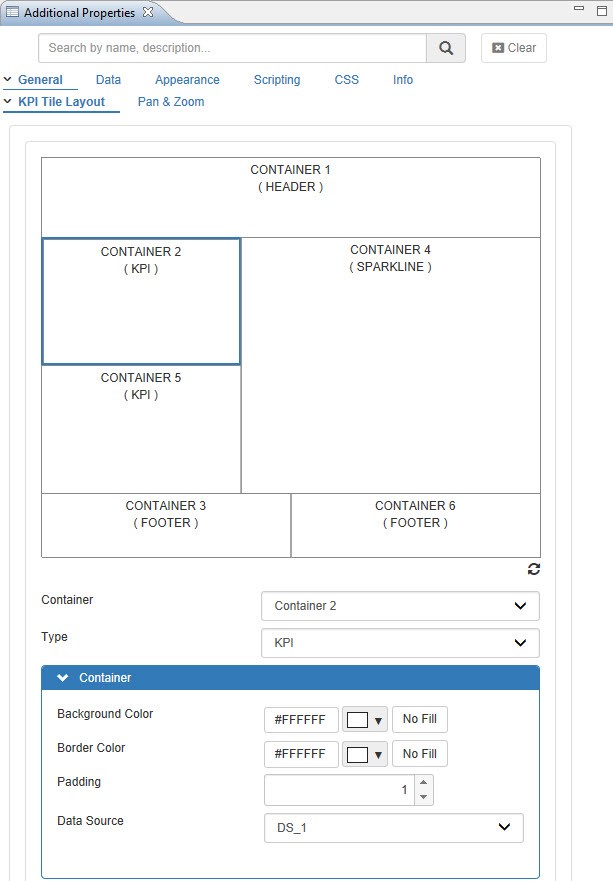 Additional Properties
Search by name, description...
Clear
General Data Appearance Scripting CSS Info
KPI Tile Layout Pan & Zoom
CONTAINER 1
( HEADER )
CONTAINER 2
( KPI )
CONTAINER 4
( SPARKLINE )
CONTAINER 5
( KPI )
CONTAINER 3
( FOOTER )
CONTAINER 6
( FOOTER )
Container Container 2
Type KPI
Container
Background Color #FFFFFF No Fill
Border Color #FFFFFF No Fill
Padding 1
Data Source DS_1